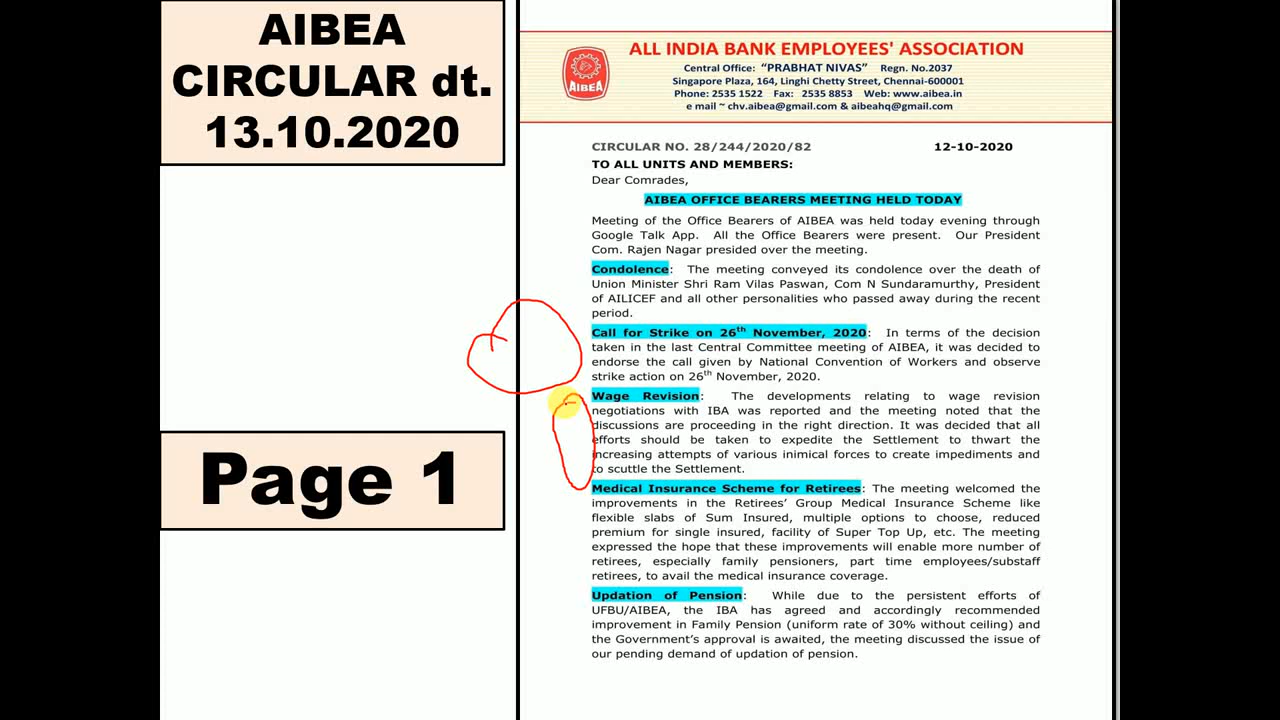 AIBEA
CIRCULAR dt.
13.10.2020
Page 1
ALL INDIA BANK EMPLOYEES' ASSOCIATION
Central Office: “PRABHAT NIVAS” Regn. No.2037
Singapore Plaza, 164, Linghi Chetty Street, Chennai-600001
Phone: 2535 1522 Fax: 2535 8853 Web: www.aibea.in
e mail ~ chv.aibea@gmail.com & aibeahq@gmail.com
AIBEA
CIRCULAR NO. 28/244/2020/82 12-10-2020
TO ALL UNITS AND MEMBERS:
Dear Comrades,
AIBEA OFFICE BEARERS MEETING HELD TODAY
Meeting of the Office Bearers of AIBEA was held today evening through
Google Talk App. All the Office Bearers were present. Our President
Com. Rajen Nagar presided over the meeting.
Condolence: The meeting conveyed its condolence over the death of
Union Minister Shri Ram Vilas Paswan, Com N Sundaramurthy, President
of AILICEF and all other personalities who passed away during the recent
period.
Call for Strike on 26th November, 2020: In terms of the decision
taken in the last Central Committee meeting of AIBEA, it was decided to
endorse the call given by National Convention of Workers and observe
strike action on 26th November, 2020.
Wage Revision: The developments relating to wage revision
negotiations with IBA was reported and the meeting noted that the
discussions are proceeding in the right direction. It was decided that all
efforts should be taken to expedite the Settlement to thwart the
increasing attempts of various inimical forces to create impediments and
to scuttle the Settlement.
Medical Insurance Scheme for Retirees: The meeting welcomed the
improvements in the Retirees’ Group Medical Insurance Scheme like
flexible slabs of Sum Insured, multiple options to choose, reduced
premium for single insured, facility of Super Top Up, etc. The meeting
expressed the hope that these improvements will enable more number of
retirees, especially family pensioners, part time employees/substaff
retirees, to avail the medical insurance coverage.
Updation of Pension: While due to the persistent efforts of
UFBU/AIBEA, the IBA has agreed and accordingly recommended
improvement in Family Pension (uniform rate of 30% without ceiling) and
the Government’s approval is awaited, the meeting discussed the issue of
our pending demand of updation of pension.